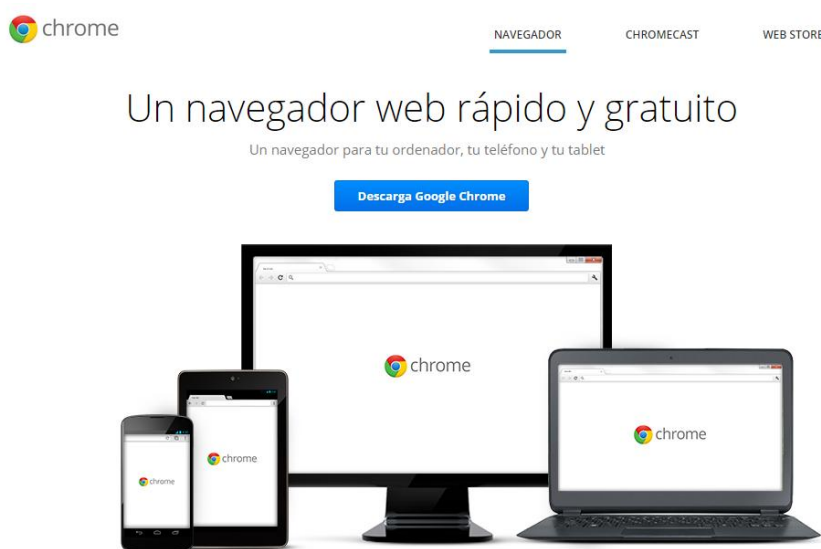 chrome
NAVEGADOR
CHROMECAST
WEB STORE
Un navegador web rápido y gratuito
Un navegador para tu ordenador, tu teléfono y tu tablet
Descarga Google Chrome
chrome
chrome
chrome
chrome